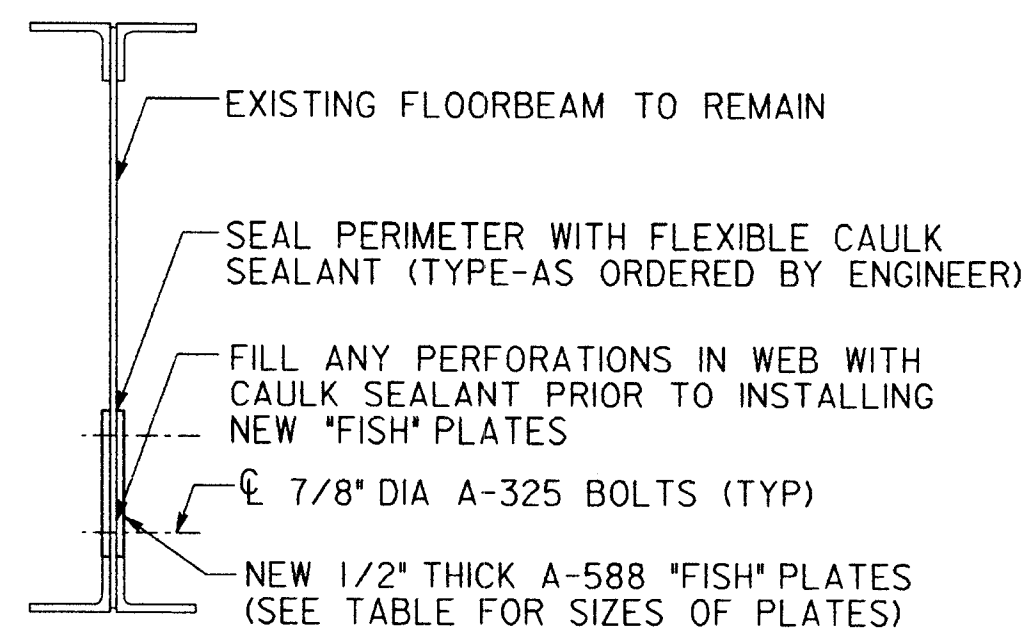 EXISTING FLOORBEAM TO REMAIN
SEAL PERIMETER WITH FLEXIBLE CAULK
SEALANT (TYPE-AS ORDERED BY ENGINEER)
FILL ANY PERFORATIONS IN WEB WITH
CAULK SEALANT PRIOR TO INSTALLING
NEW "FISH" PLATES
℄ 7/8" DIA A-325 BOLTS (TYP)
NEW 1/2" THICK A-588 "FISH" PLATES
(SEE TABLE FOR SIZES OF PLATES)